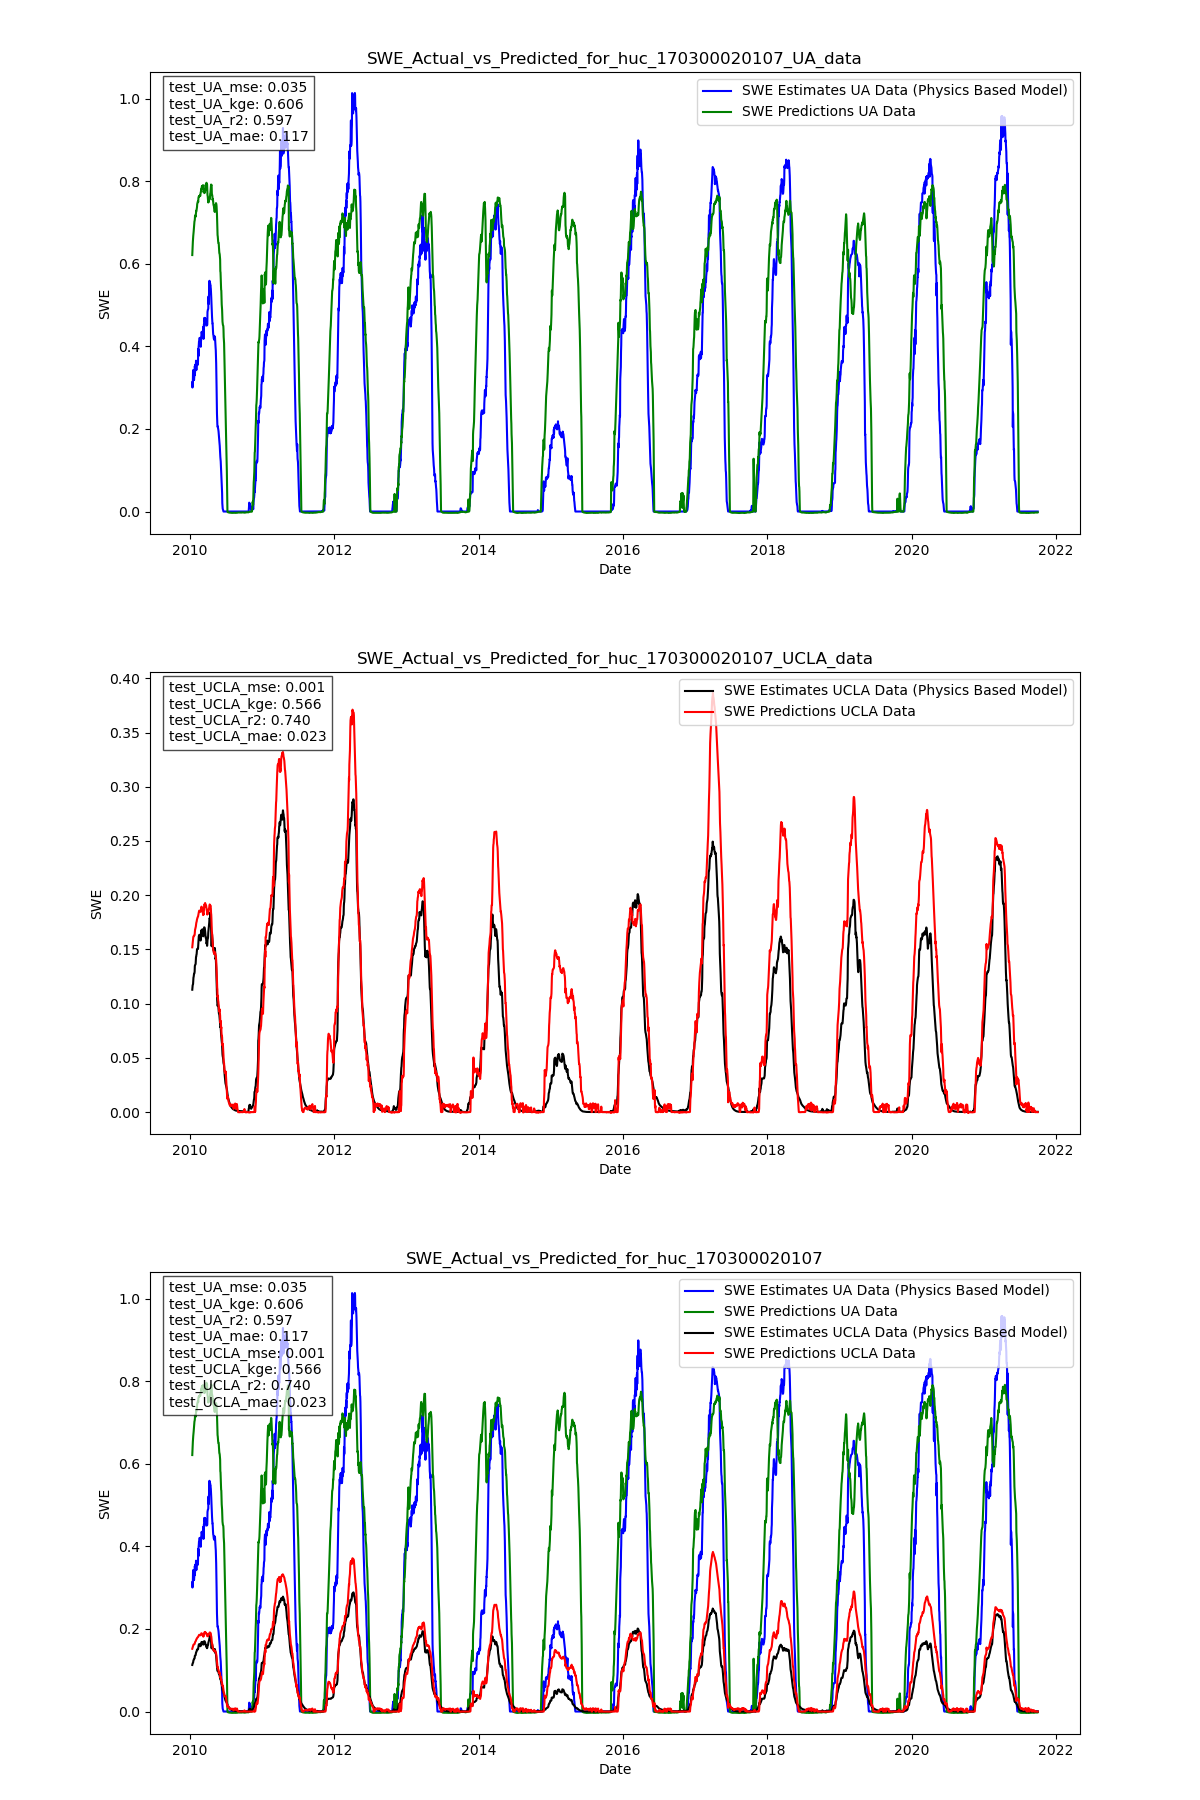 SWE_Actual_vs_Predicted_for_huc_170300020107_UA_data
test_UA_mse: 0.035
test_UA_kge: 0.606
test_UA_r2: 0.597
test_UA_mae: 0.117
SWE Estimates UA Data (Physics Based Model)
SWE Predictions UA Data
1.0
0.8
0.6
0.4
0.2
0.0
SWE
2010 2012 2014 2016 2018 2020 2022
Date
SWE_Actual_vs_Predicted_for_huc_170300020107_UCLA_data
test_UCLA_mse: 0.001
test_UCLA_kge: 0.566
test_UCLA_r2: 0.740
test_UCLA_mae: 0.023
SWE Estimates UCLA Data (Physics Based Model)
SWE Predictions UCLA Data
0.40
0.35
0.30
0.25
0.20
0.15
0.10
0.05
0.00
SWE
2010 2012 2014 2016 2018 2020 2022
Date
SWE_Actual_vs_Predicted_for_huc_170300020107
test_UA_mse: 0.035
test_UA_kge: 0.606
test_UA_r2: 0.597
test_UA_mae: 0.117
test_UCLA_mse: 0.001
test_UCLA_kge: 0.566
test_UCLA_r2: 0.740
test_UCLA_mae: 0.023
SWE Estimates UA Data (Physics Based Model)
SWE Predictions UA Data
SWE Estimates UCLA Data (Physics Based Model)
SWE Predictions UCLA Data
1.0
0.8
0.6
0.4
0.2
0.0
SWE
2010 2012 2014 2016 2018 2020 2022
Date